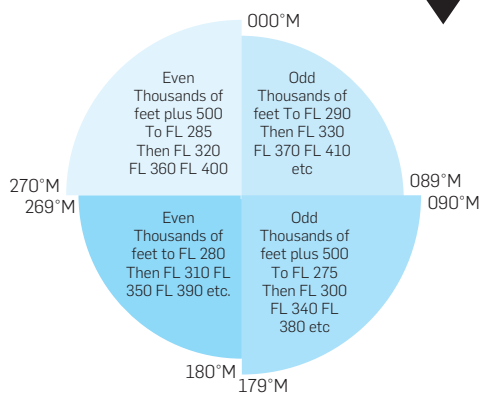 000°M
Even
Thousands of
feet plus 500
To FL 285
Then FL 320
FL 360 FL 400
Odd
Thousands of
feet To FL 290
Then FL 330
FL 370 FL 410
etc
270°M
089°M
269°M
090°M
Even
Thousands of
feet to FL 280
Then FL 310 FL
350 FL 390 etc.
Odd
Thousands of
feet plus 500
To FL 275
Then FL 300
FL 340 FL
380 etc
180°M
179°M